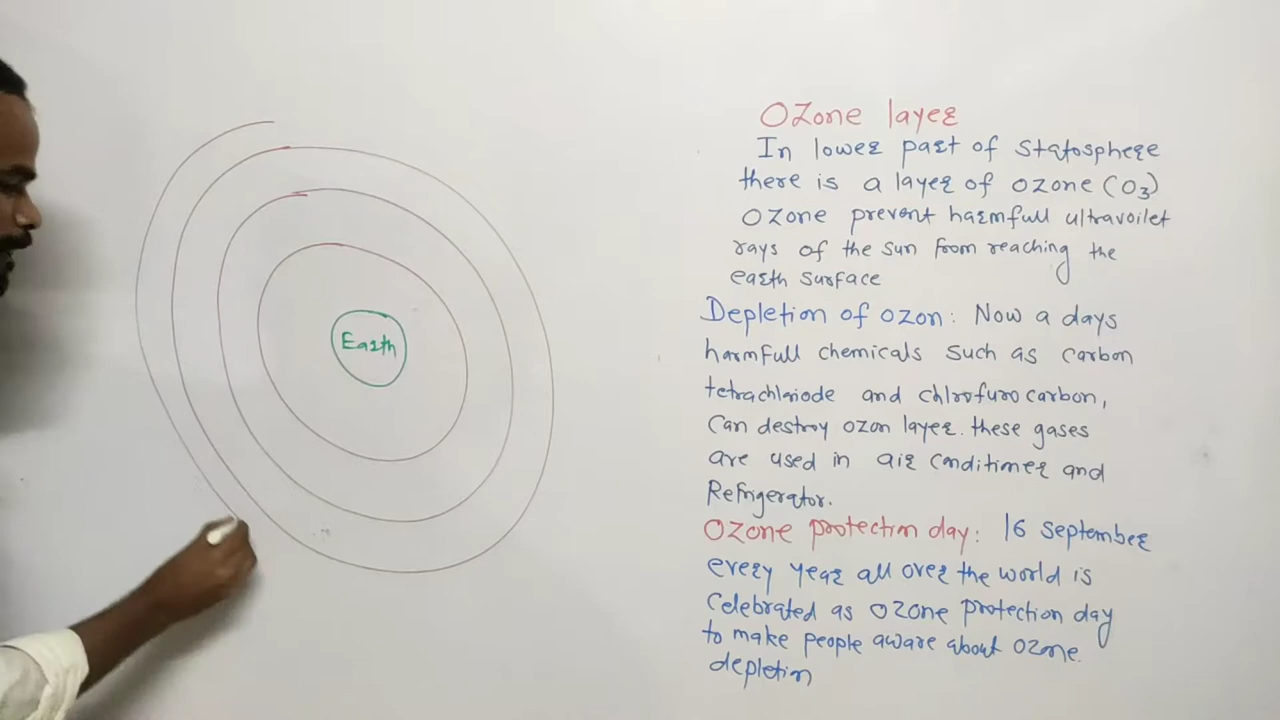 Earth
Ozone layer
In lower part of statosphere
there is a layer of ozone (O3)
Ozone prevent harmfull ultravoilet
rays of the sun from reaching the
earth surface
Depletion of ozon: Now a days
harmfull chemicals such as carbon
tetrachloriode and chlrofuro carbon,
Can destroy ozon layer. these gases
are used in air conditimer and
Refrigerator.
Ozone protection day: 16 september
every year all over the world is
Celebrated as Ozone protection day
to make people aware about ozone.
depletion